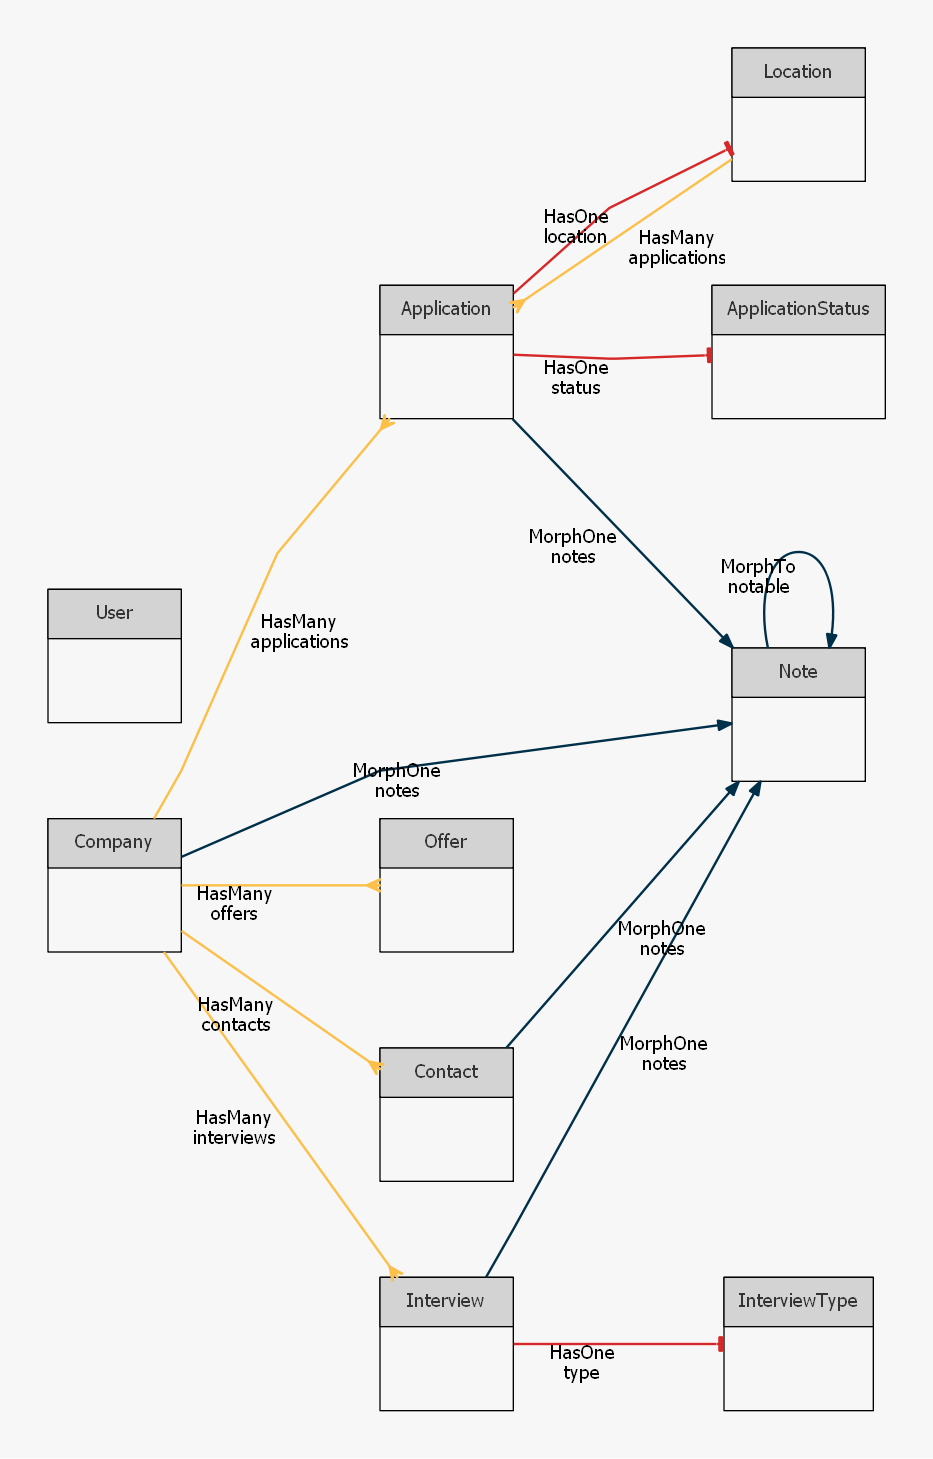 Location
HasOne
location
HasMany
applications
Application
ApplicationStatus
HasOne
status
MorphOne
notes
MorphTo
notable
User
HasMany
applications
Note
MorphOne
notes
Company
Offer
HasMany
offers
MorphOne
notes
HasMany
contacts
MorphOne
notes
Contact
HasMany
interviews
Interview
InterviewType
HasOne
type